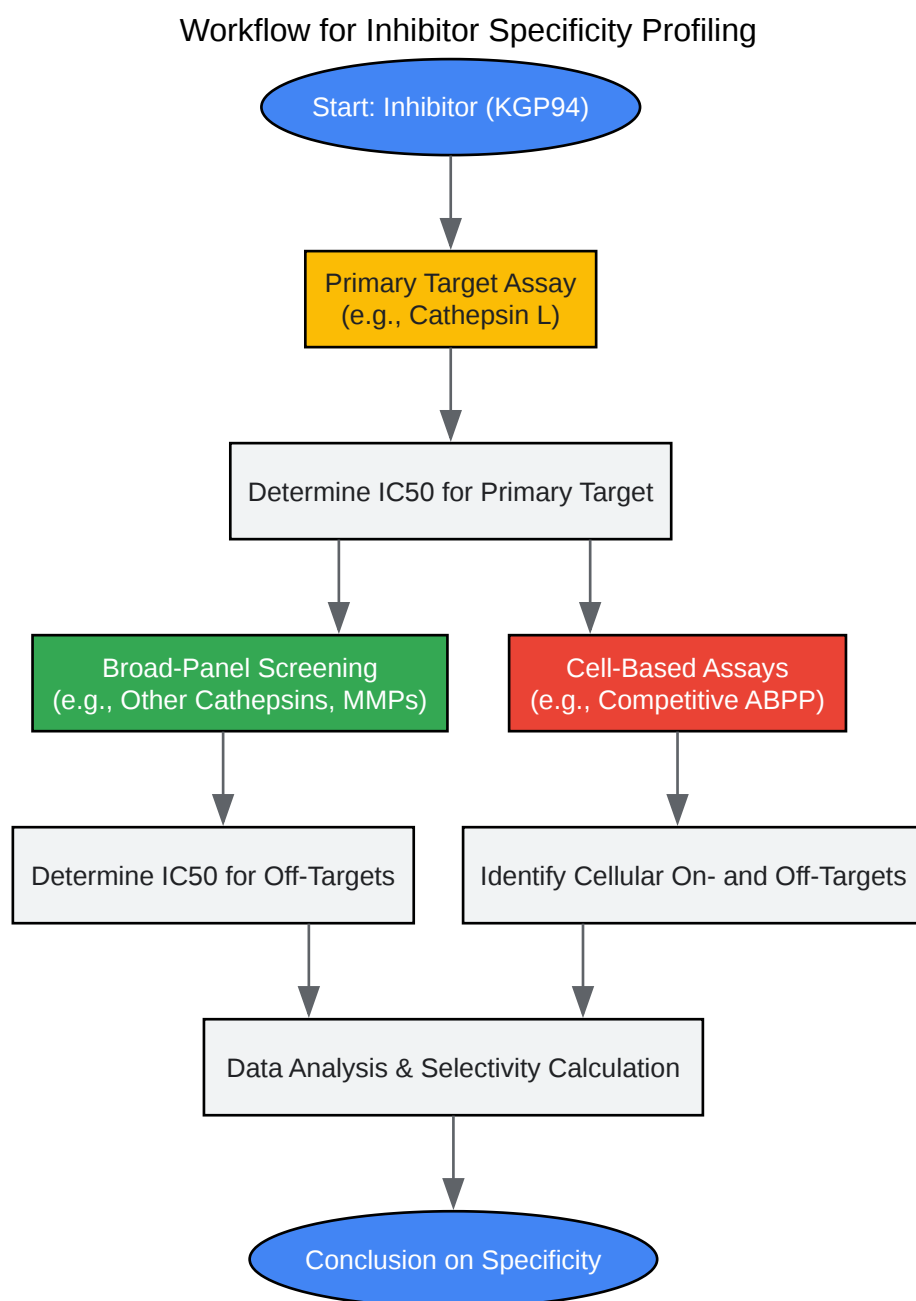 Workflow for Inhibitor Specificity Profiling
Start: Inhibitor (KGP94)
Primary Target Assay
(e.g., Cathepsin L)
Determine IC50 for Primary Target
Broad-Panel Screening
(e.g., Other Cathepsins, MMPs)
Cell-Based Assays
(e.g., Competitive ABPP)
Determine IC50 for Off-Targets
Identify Cellular On- and Off-Targets
Data Analysis & Selectivity Calculation
Conclusion on Specificity